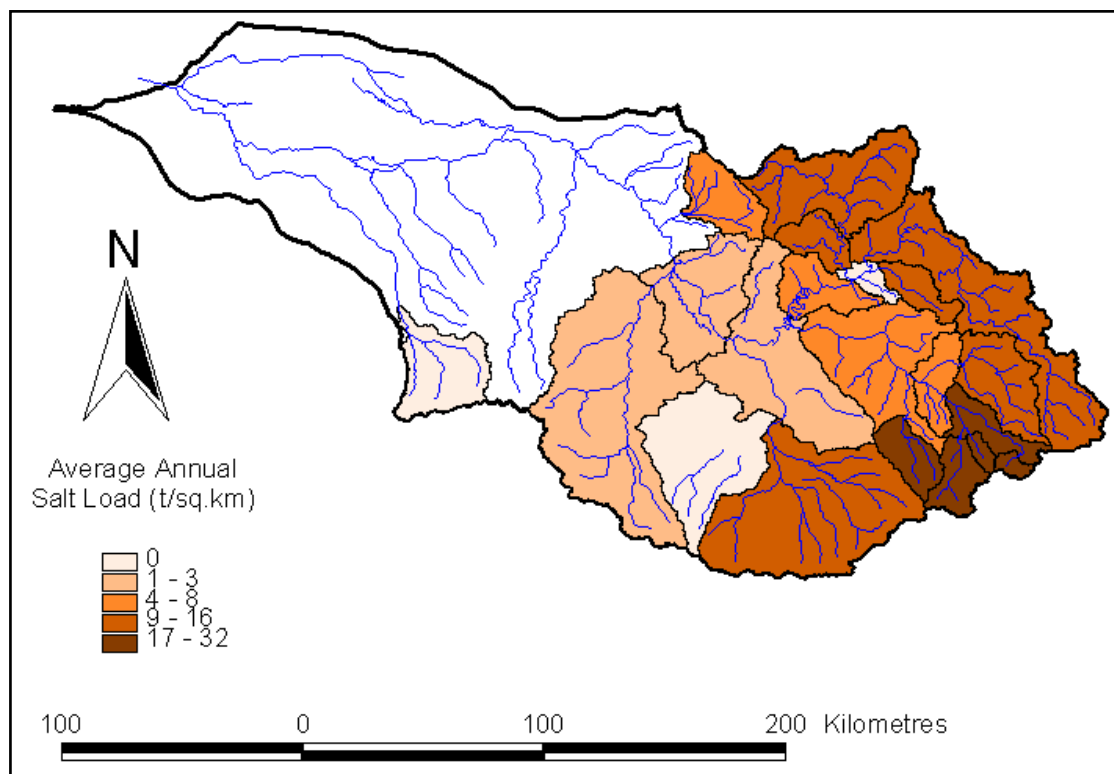 N
Average Annual
Salt Load (t/sq.km)
0
1 - 3
4 - 8
9 - 16
17 - 32
100 0 100 200 Kilometres